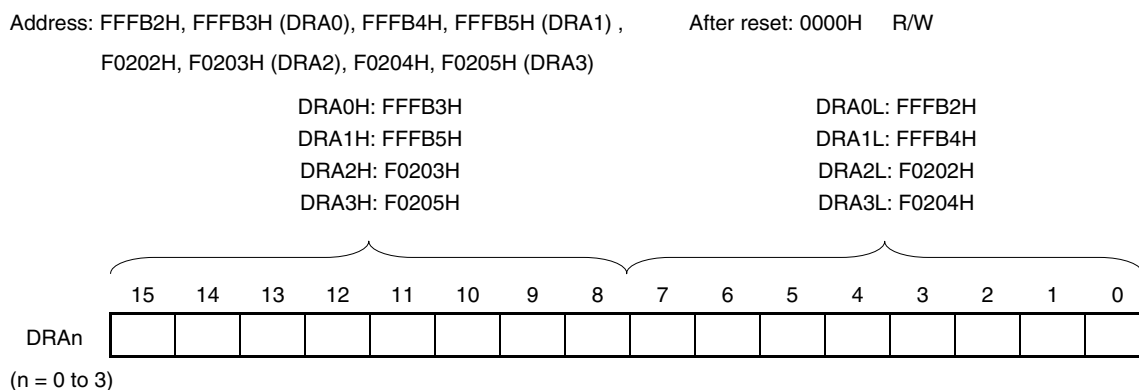 Address: FFFB2H, FFFB3H (DRA0), FFFB4H, FFFB5H (DRA1) , After reset: 0000H R/W
F0202H, F0203H (DRA2), F0204H, F0205H (DRA3)
DRA0H: FFFB3H DRA0L: FFFB2H
DRA1H: FFFB5H DRA1L: FFFB4H
DRA2H: F0203H DRA2L: F0202H
DRA3H: F0205H DRA3L: F0204H
15 14 13 12 11 10 9 8 7 6 5 4 3 2 1 0
DRAn
(n = 0 to 3)